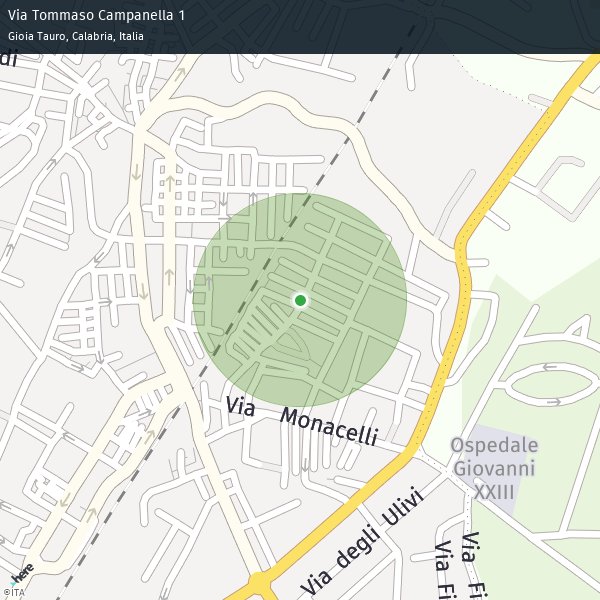 Via Tommaso Campanella 1
Gioia Tauro, Calabria, Italia
di
Via Monacelli
Ospedale
Giovanni
XXIII
Via degli Ulivi
Via Fi
Via Fi
here
©ITA